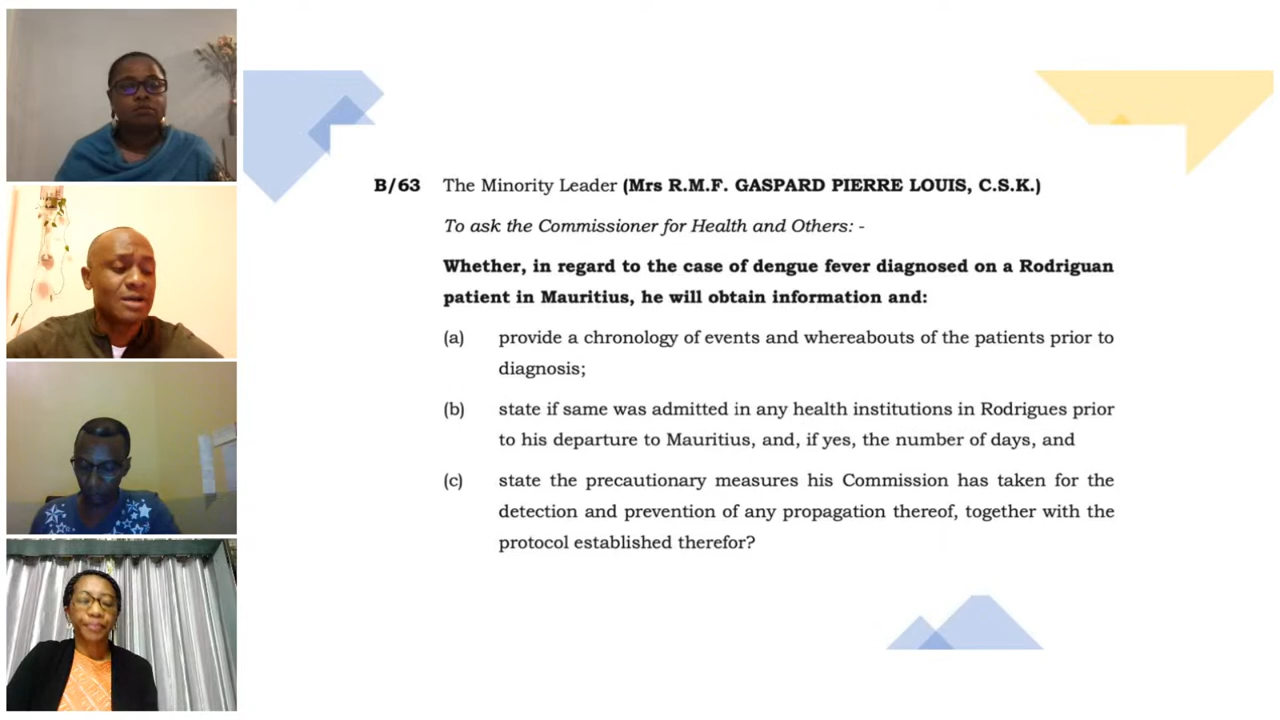 B/63 The Minority Leader (Mrs R.M.F. GASPARD PIERRE LOUIS, C.S.K.)
To ask the Commissioner for Health and Others: -
Whether, in regard to the case of dengue fever diagnosed on a Rodriguan
patient in Mauritius, he will obtain information and:
(a) provide a chronology of events and whereabouts of the patients prior to
diagnosis;
(b) state if same was admitted in any health institutions in Rodrigues prior
to his departure to Mauritius, and, if yes, the number of days, and
(c) state the precautionary measures his Commission has taken for the
detection and prevention of any propagation thereof, together with the
protocol established therefor?